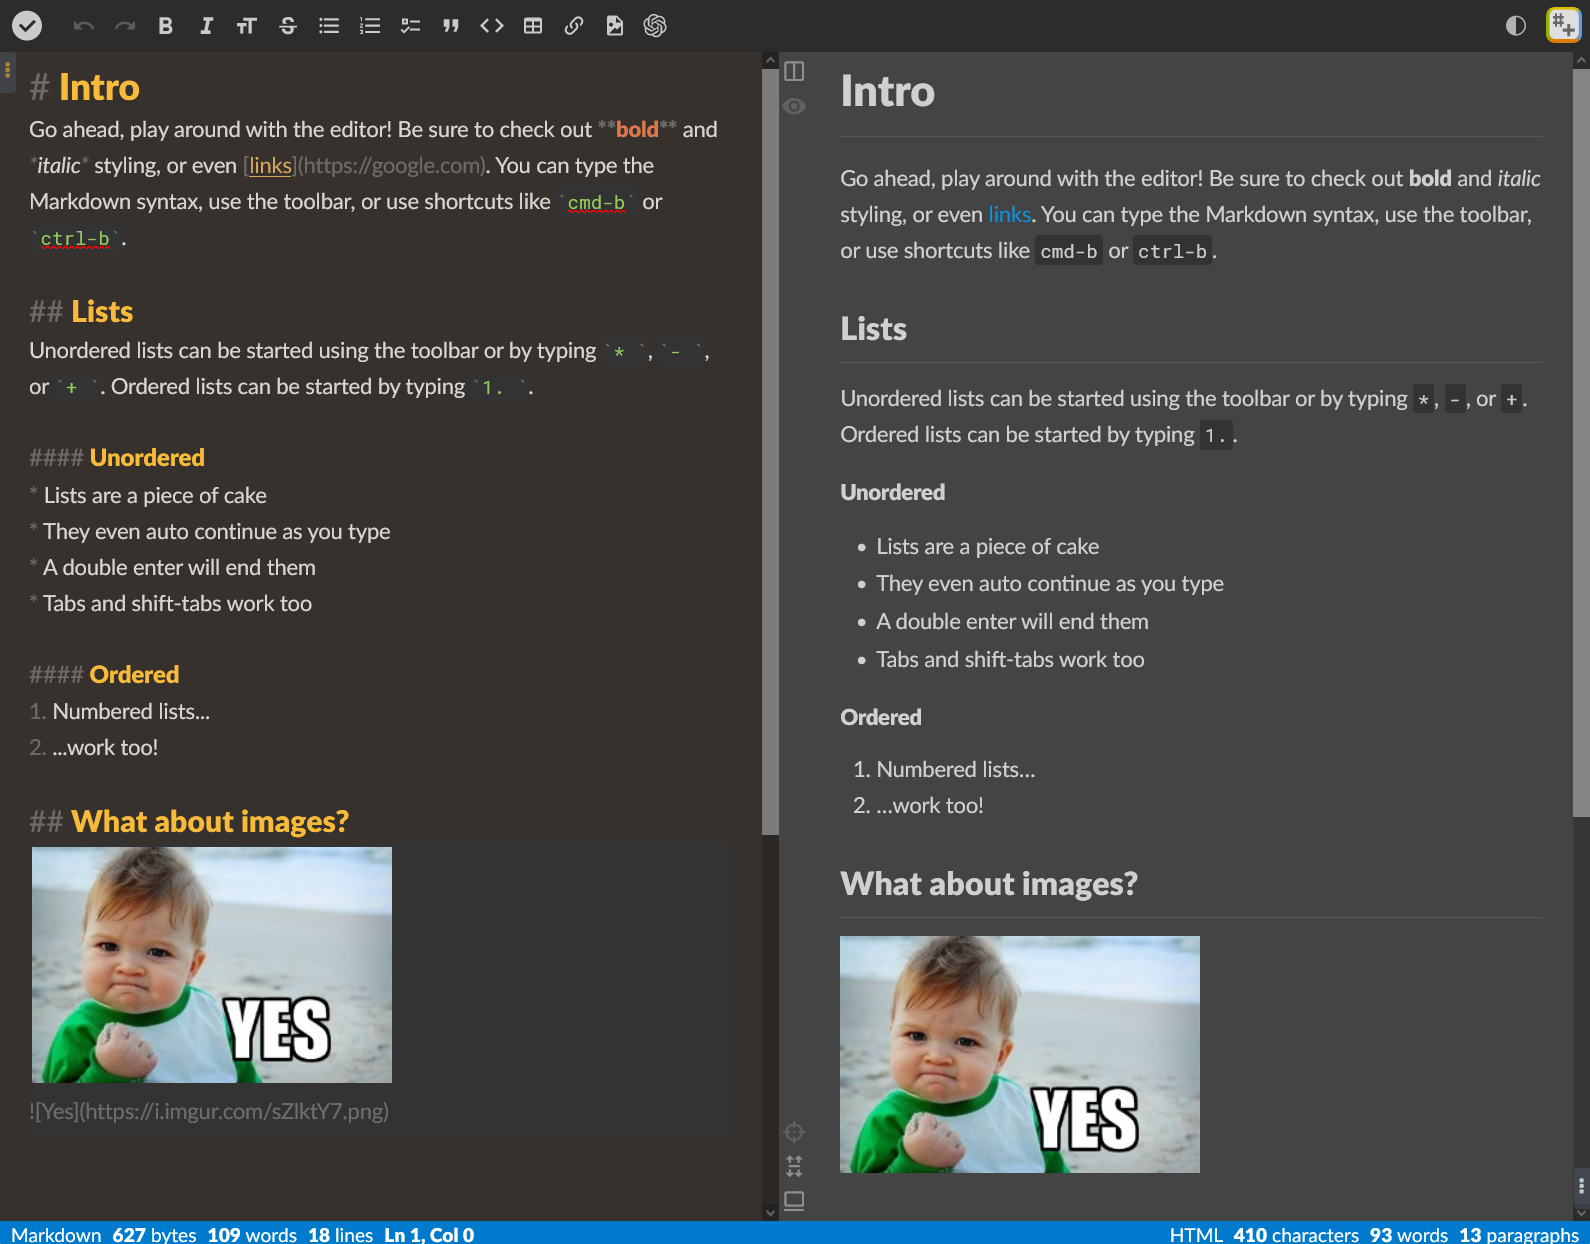 # Intro
Go ahead, play around with the editor! Be sure to check out **bold** and
*italic* styling, or even [links](https://google.com). You can type the
Markdown syntax, use the toolbar, or use shortcuts like `cmd-b` or
`ctrl-b`.
## Lists
Unordered lists can be started using the toolbar or by typing `* `, `- `,
or `+ `. Ordered lists can be started by typing `1. `.
#### Unordered
* Lists are a piece of cake
* They even auto continue as you type
* A double enter will end them
* Tabs and shift-tabs work too
#### Ordered
1. Numbered lists...
2. ...work too!
## What about images?
YES
![Yes](https://i.imgur.com/sZlktY7.png)
Intro
Go ahead, play around with the editor! Be sure to check out bold and italic
styling, or even links. You can type the Markdown syntax, use the toolbar,
or use shortcuts like cmd-b or ctrl-b.
Lists
Unordered lists can be started using the toolbar or by typing *, -, or +.
Ordered lists can be started by typing 1. .
Unordered
• Lists are a piece of cake
• They even auto continue as you type
• A double enter will end them
• Tabs and shift-tabs work too
Ordered
1. Numbered lists…
2. …work too!
What about images?
YES
Markdown 627 bytes 109 words 18 lines Ln 1, Col 0
HTML 410 characters 93 words 13 paragraphs